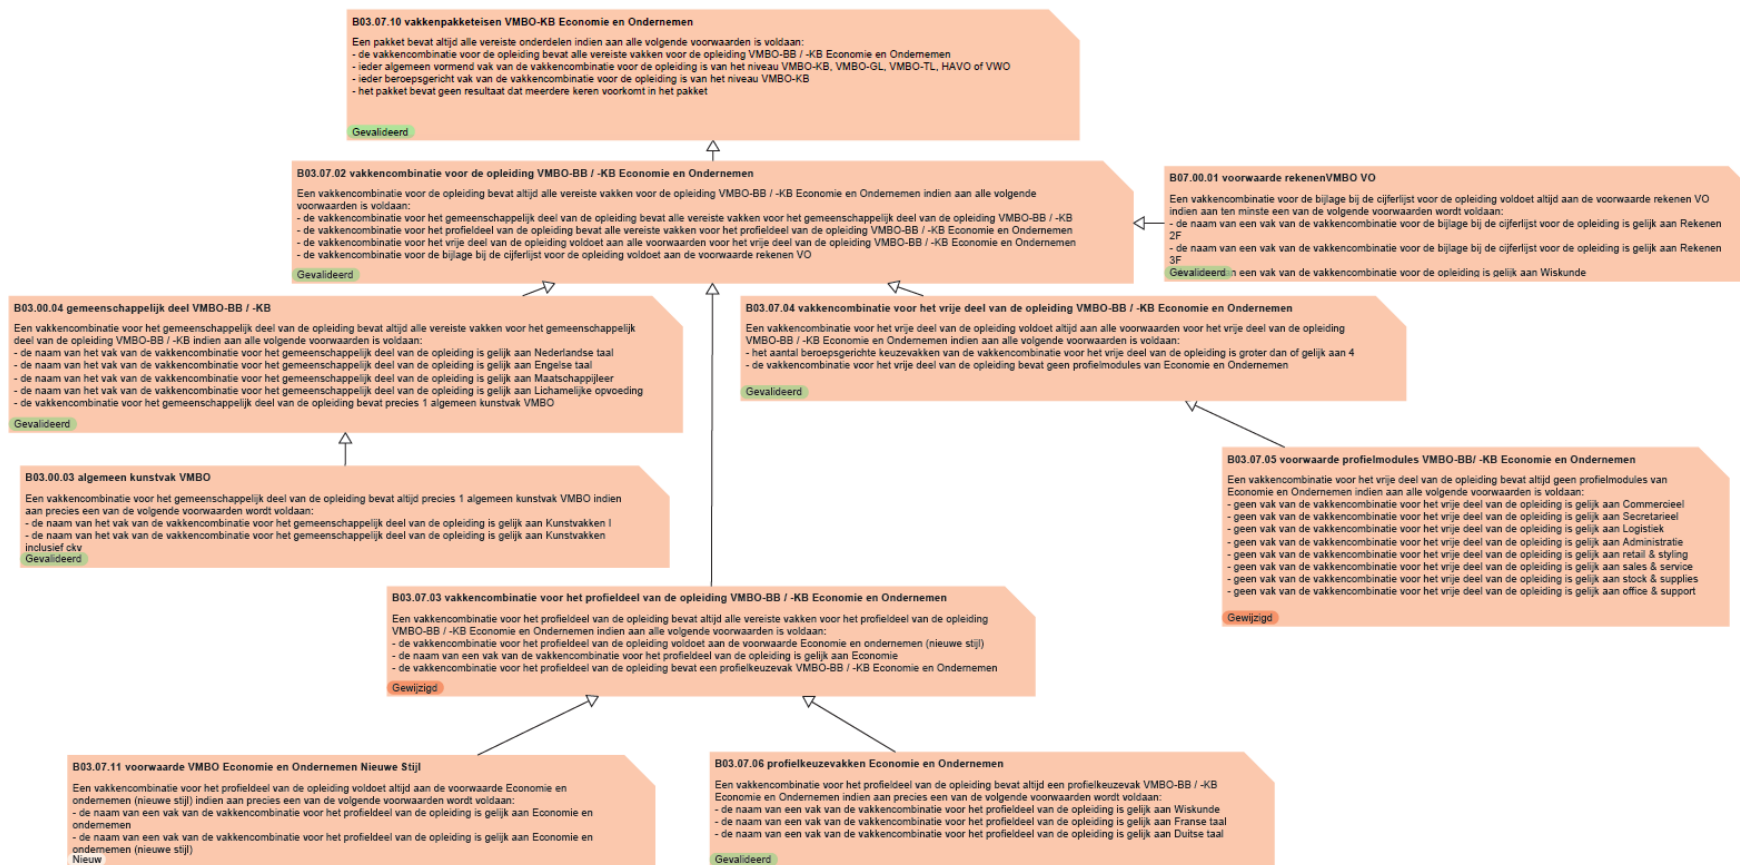 B03.07.10 vakkenpakketeisen VMBO-KB Economie en Ondernemen
Een pakket bevat altijd alle vereiste onderdelen indien aan alle volgende voorwaarden is voldaan:
- de vakkencombinatie voor de opleiding bevat alle vereiste vakken voor de opleiding VMBO-BB / -KB Economie en Ondernemen
- ieder algemeen vormend vak van de vakkencombinatie voor de opleiding is van het niveau VMBO-KB, VMBO-GL, VMBO-TL, HAVO of VWO
- ieder beroepsgericht vak van de vakkencombinatie voor de opleiding is van het niveau VMBO-KB
- het pakket bevat geen resultaat dat meerdere keren voorkomt in het pakket
Gevalideerd
B03.07.02 vakkencombinatie voor de opleiding VMBO-BB / -KB Economie en Ondernemen
Een vakkencombinatie voor de opleiding bevat altijd alle vereiste vakken voor de opleiding VMBO-BB / -KB Economie en Ondernemen indien aan alle volgende
voorwaarden is voldaan:
- de vakkencombinatie voor het gemeenschappelijk deel van de opleiding bevat alle vereiste vakken voor het gemeenschappelijk deel van de opleiding VMBO-BB / -KB
- de vakkencombinatie voor het profieldeel van de opleiding bevat alle vereiste vakken voor het profieldeel van de opleiding VMBO-BB / -KB Economie en Ondernemen
- de vakkencombinatie voor het vrije deel van de opleiding voldoet aan alle voorwaarden voor het vrije deel van de opleiding VMBO-BB / -KB Economie en Ondernemen
- de vakkencombinatie voor de bijlage bij de cijferlijst voor de opleiding voldoet aan de voorwaarde rekenen VO
Gevalideerd
B07.00.01 voorwaarde rekenenVMBO VO
Een vakkencombinatie voor de bijlage bij de cijferlijst voor de opleiding voldoet altijd aan de voorwaarde rekenen VO
indien aan ten minste een van de volgende voorwaarden wordt voldaan:
- de naam van een vak van de vakkencombinatie voor de bijlage bij de cijferlijst voor de opleiding is gelijk aan Rekenen
2F
- de naam van een vak van de vakkencombinatie voor de bijlage bij de cijferlijst voor de opleiding is gelijk aan Rekenen
3F
Gevalideerd n een vak van de vakkencombinatie voor de opleiding is gelijk aan Wiskunde
B03.00.04 gemeenschappelijk deel VMBO-BB / -KB
Een vakkencombinatie voor het gemeenschappelijk deel van de opleiding bevat altijd alle vereiste vakken voor het gemeenschappelijk
deel van de opleiding VMBO-BB / -KB indien aan alle volgende voorwaarden is voldaan:
- de naam van het vak van de vakkencombinatie voor het gemeenschappelijk deel van de opleiding is gelijk aan Nederlandse taal
- de naam van het vak van de vakkencombinatie voor het gemeenschappelijk deel van de opleiding is gelijk aan Engelse taal
- de naam van het vak van de vakkencombinatie voor het gemeenschappelijk deel van de opleiding is gelijk aan Maatschappijleer
- de naam van het vak van de vakkencombinatie voor het gemeenschappelijk deel van de opleiding is gelijk aan Lichamelijke opvoeding
- de vakkencombinatie voor het gemeenschappelijk deel van de opleiding bevat precies 1 algemeen kunstvak VMBO
Gevalideerd
B03.07.04 vakkencombinatie voor het vrije deel van de opleiding VMBO-BB / -KB Economie en Ondernemen
Een vakkencombinatie voor het vrije deel van de opleiding voldoet altijd aan alle voorwaarden voor het vrije deel van de opleiding
VMBO-BB / -KB Economie en Ondernemen indien aan alle volgende voorwaarden is voldaan:
- het aantal beroepsgerichte keuzevakken van de vakkencombinatie voor het vrije deel van de opleiding is groter dan of gelijk aan 4
- de vakkencombinatie voor het vrije deel van de opleiding bevat geen profielmodules van Economie en Ondernemen
Gevalideerd
B03.00.03 algemeen kunstvak VMBO
Een vakkencombinatie voor het gemeenschappelijk deel van de opleiding bevat altijd precies 1 algemeen kunstvak VMBO indien
aan precies een van de volgende voorwaarden wordt voldaan:
- de naam van het vak van de vakkencombinatie voor het gemeenschappelijk deel van de opleiding is gelijk aan Kunstvakken I
- de naam van het vak van de vakkencombinatie voor het gemeenschappelijk deel van de opleiding is gelijk aan Kunstvakken
inclusief ckv
Gevalideerd
B03.07.05 voorwaarde profielmodules VMBO-BB/ -KB Economie en Ondernemen
Een vakkencombinatie voor het vrije deel van de opleiding bevat altijd geen profielmodules van
Economie en Ondernemen indien aan alle volgende voorwaarden is voldaan:
- geen vak van de vakkencombinatie voor het vrije deel van de opleiding is gelijk aan Commercieel
- geen vak van de vakkencombinatie voor het vrije deel van de opleiding is gelijk aan Secretarieel
- geen vak van de vakkencombinatie voor het vrije deel van de opleiding is gelijk aan Logistiek
- geen vak van de vakkencombinatie voor het vrije deel van de opleiding is gelijk aan Administratie
- geen vak van de vakkencombinatie voor het vrije deel van de opleiding is gelijk aan retail & styling
- geen vak van de vakkencombinatie voor het vrije deel van de opleiding is gelijk aan sales & service
- geen vak van de vakkencombinatie voor het vrije deel van de opleiding is gelijk aan stock & supplies
- geen vak van de vakkencombinatie voor het vrije deel van de opleiding is gelijk aan office & support
Gewijzigd
B03.07.03 vakkencombinatie voor het profieldeel van de opleiding VMBO-BB / -KB Economie en Ondernemen
Een vakkencombinatie voor het profieldeel van de opleiding bevat altijd alle vereiste vakken voor het profieldeel van de opleiding
VMBO-BB / -KB Economie en Ondernemen indien aan alle volgende voorwaarden is voldaan:
- de vakkencombinatie voor het profieldeel van de opleiding voldoet aan de voorwaarde Economie en ondernemen (nieuwe stijl)
- de naam van een vak van de vakkencombinatie voor het profieldeel van de opleiding is gelijk aan Economie
- de vakkencombinatie voor het profieldeel van de opleiding bevat een profielkeuzevak VMBO-BB / -KB Economie en Ondernemen
Gewijzigd
B03.07.11 voorwaarde VMBO Economie en Ondernemen Nieuwe Stijl
Een vakkencombinatie voor het profieldeel van de opleiding voldoet altijd aan de voorwaarde Economie en
ondernemen (nieuwe stijl) indien aan precies een van de volgende voorwaarden wordt voldaan:
- de naam van een vak van de vakkencombinatie voor het profieldeel van de opleiding is gelijk aan Economie en
ondernemen
- de naam van een vak van de vakkencombinatie voor het profieldeel van de opleiding is gelijk aan Economie en
ondernemen (nieuwe stijl)
Nieuw
B03.07.06 profielkeuzevakken Economie en Ondernemen
Een vakkencombinatie voor het profieldeel van de opleiding bevat altijd een profielkeuzevak VMBO-BB / -KB
Economie en Ondernemen indien aan precies een van de volgende voorwaarden wordt voldaan:
- de naam van een vak van de vakkencombinatie voor het profieldeel van de opleiding is gelijk aan Wiskunde
- de naam van een vak van de vakkencombinatie voor het profieldeel van de opleiding is gelijk aan Franse taal
- de naam van een vak van de vakkencombinatie voor het profieldeel van de opleiding is gelijk aan Duitse taal
Gevalideerd